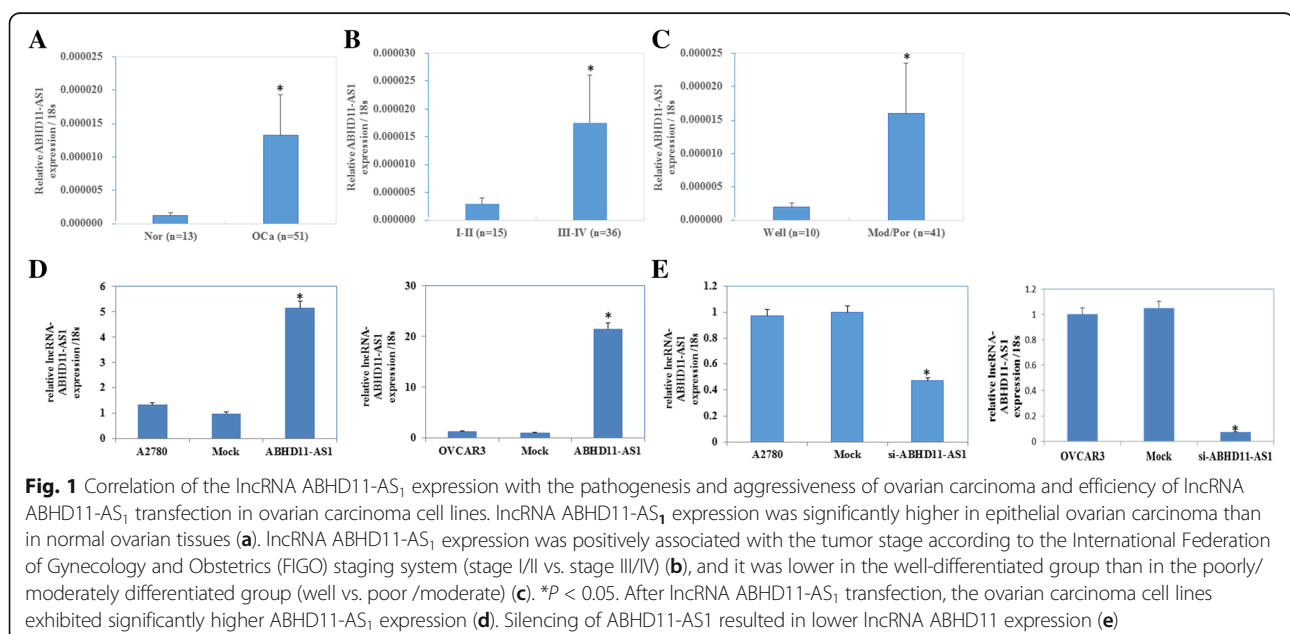 A
0.000025
0.000020
0.000015
0.000010
0.000005
0.000000
Relative ABHD11-AS1
expression / 18s
*
Nor (n=13)
OCa (n=51)
B
0.000030
0.000025
0.000020
0.000015
0.000010
0.000005
0.000000
Relative ABHD11-AS1
expression / 18s
*
I-II (n=15)
III-IV (n=36)
C
0.000025
0.000020
0.000015
0.000010
0.000005
0.000000
Relative ABHD11-AS1
expression / 18s
*
Well (n=10)
Mod/Por (n=41)
D
6
5
4
3
2
1
0
relative lncRNA-
ABHD11-AS1
expression /18s
*
A2780
Mock
ABHD11-AS1
30
20
10
0
relative lncRNA-
ABHD11-AS1
expression /18s
*
OVCAR3
Mock
ABHD11-AS1
E
1.2
1
0.8
0.6
0.4
0.2
0
relative lncRNA-
ABHD11-AS1
expression /18s
*
A2780
Mock
si-ABHD11-AS1
1.2
1
0.8
0.6
0.4
0.2
0
relative lncRNA-
ABHD11-AS1
expression /18s
*
OVCAR3
Mock
si-ABHD11-AS1
Fig. 1 Correlation of the lncRNA ABHD11-AS₁ expression with the pathogenesis and aggressiveness of ovarian carcinoma and efficiency of lncRNA
ABHD11-AS₁ transfection in ovarian carcinoma cell lines. lncRNA ABHD11-AS₁ expression was significantly higher in epithelial ovarian carcinoma than
in normal ovarian tissues (a). lncRNA ABHD11-AS₁ expression was positively associated with the tumor stage according to the International Federation
of Gynecology and Obstetrics (FIGO) staging system (stage I/II vs. stage III/IV) (b), and it was lower in the well-differentiated group than in the poorly/
moderately differentiated group (well vs. poor /moderate) (c). *P < 0.05. After lncRNA ABHD11-AS₁ transfection, the ovarian carcinoma cell lines
exhibited significantly higher ABHD11-AS₁ expression (d). Silencing of ABHD11-AS1 resulted in lower lncRNA ABHD11 expression (e)